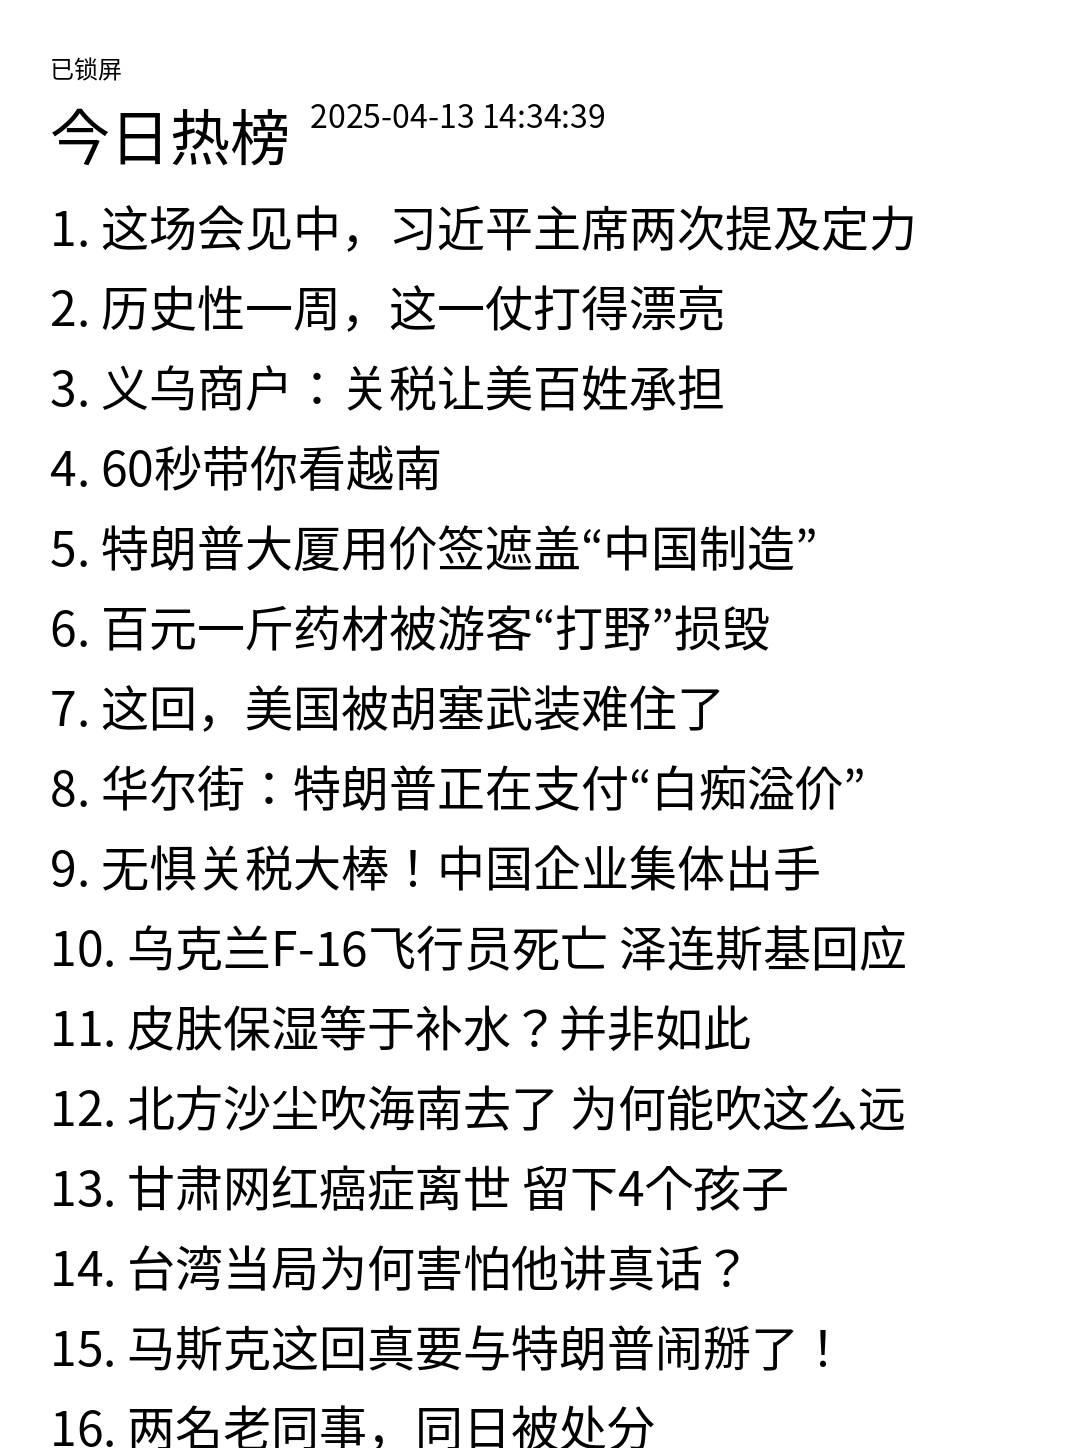 已锁屏
今日热榜 2025-04-13 14:34:39
1. 这场会见中，习近平主席两次提及定力
2. 历史性一周，这一仗打得漂亮
3. 义乌商户：关税让美百姓承担
4. 60秒带你看越南
5. 特朗普大厦用价签遮盖“中国制造”
6. 百元一斤药材被游客“打野”损毁
7. 这回，美国被胡塞武装难住了
8. 华尔街：特朗普正在支付“白痴溢价”
9. 无惧关税大棒！中国企业集体出手
10. 乌克兰F-16飞行员死亡 泽连斯基回应
11. 皮肤保湿等于补水？并非如此
12. 北方沙尘吹海南去了 为何能吹这么远
13. 甘肃网红癌症离世 留下4个孩子
14. 台湾当局为何害怕他讲真话？
15. 马斯克这回真要与特朗普闹掰了！
16. 两名老同事，同日被处分